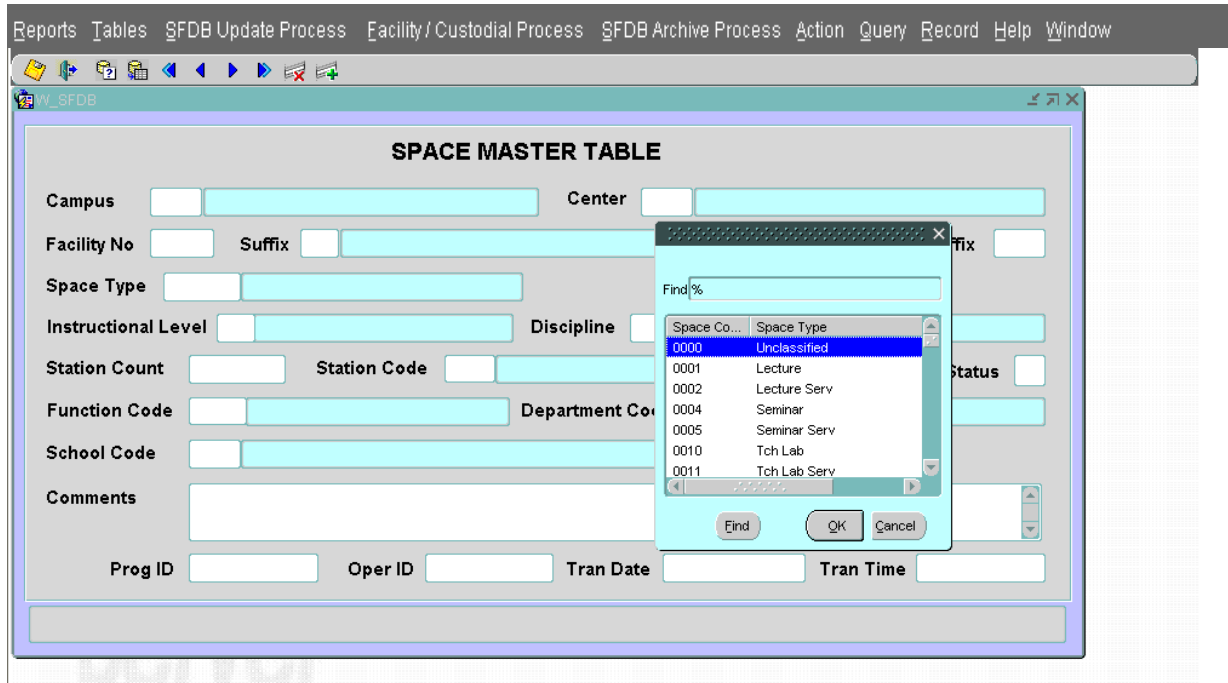 Reports Tables SFDB Update Process Facility / Custodial Process SFDB Archive Process Action Query Record Help Window
W_SFDB
SPACE MASTER TABLE
Campus Center
Facility No Suffix ffix
Space Type
Instructional Level Discipline
Station Count Station Code Status
Function Code Department Cod
School Code
Comments
Prog ID Oper ID Tran Date Tran Time
Find %
Space Co... Space Type
0000 Unclassified
0001 Lecture
0002 Lecture Serv
0004 Seminar
0005 Seminar Serv
0010 Tch Lab
0011 Tch Lab Serv
Find OK Cancel